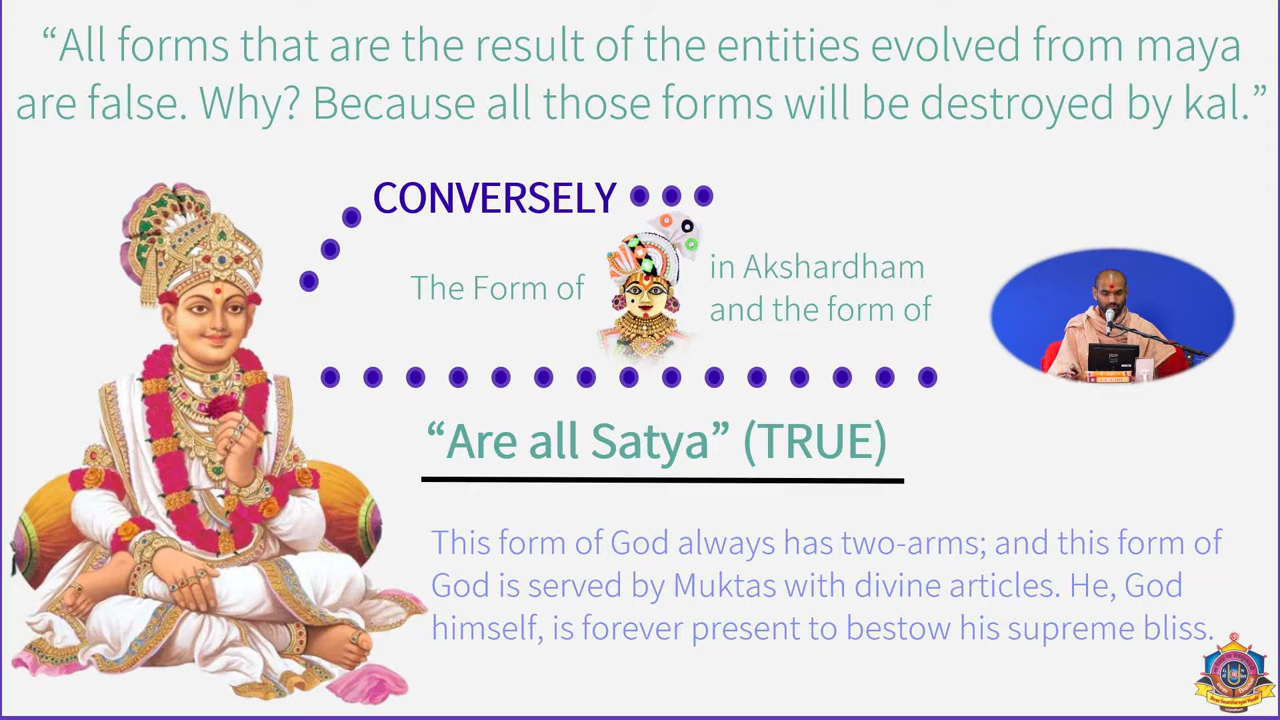 “All forms that are the result of the entities evolved from maya
are false. Why? Because all those forms will be destroyed by kal.”
CONVERSELY
The Form of
in Akshardham
and the form of
“Are all Satya” (TRUE)
This form of God always has two-arms; and this form of
God is served by Muktas with divine articles. He, God
himself, is forever present to bestow his supreme bliss.